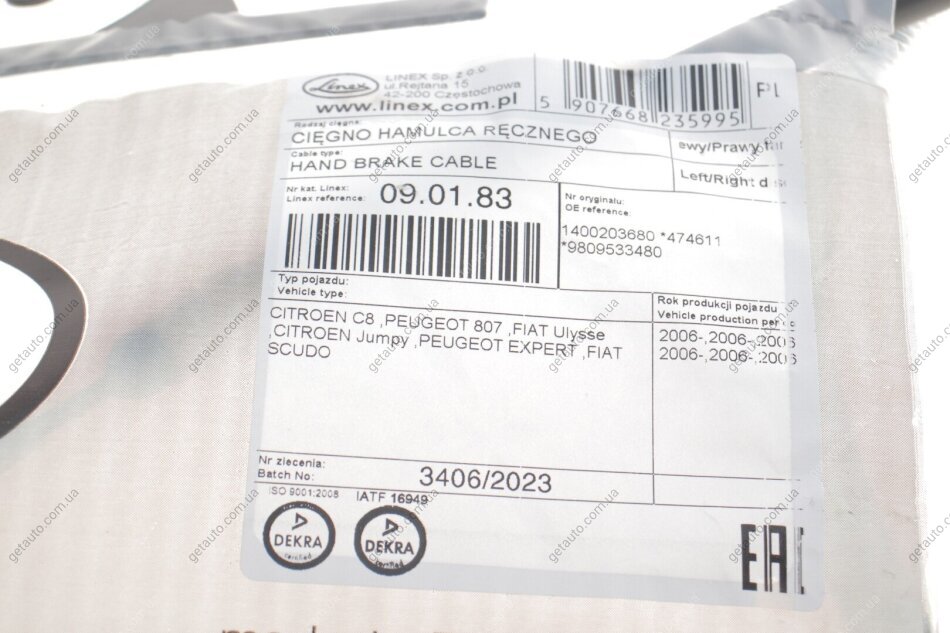 Linex
LINEX Sp. z o.o.
ul.Rejtana 15
42-200 Częstochowa
www.linex.com.pl
5 907668 235995
Rodzaj cięgna:
CIĘGNO HAMULCA RĘCZNEGO
Cable type:
HAND BRAKE CABLE
ewy/Prawy
Left/Right
Nr kat. Linex:
Linex reference: 09.01.83
Nr oryginału:
OE reference:
1400203680 *474611
*9809533480
Typ pojazdu:
Vehicle type:
Rok produkcji pojazdu
Vehicle production per
CITROEN C8 ,PEUGEOT 807 ,FIAT Ulysse
,CITROEN Jumpy ,PEUGEOT EXPERT ,FIAT
SCUDO
2006-,2006-,2006
2006-,2006-,2006
Nr zlecenia:
Batch No: 3406/2023
ISO 9001:2008 IATF 16949
DEKRA
certified
DEKRA
certified
EAC
getauto.com.ua